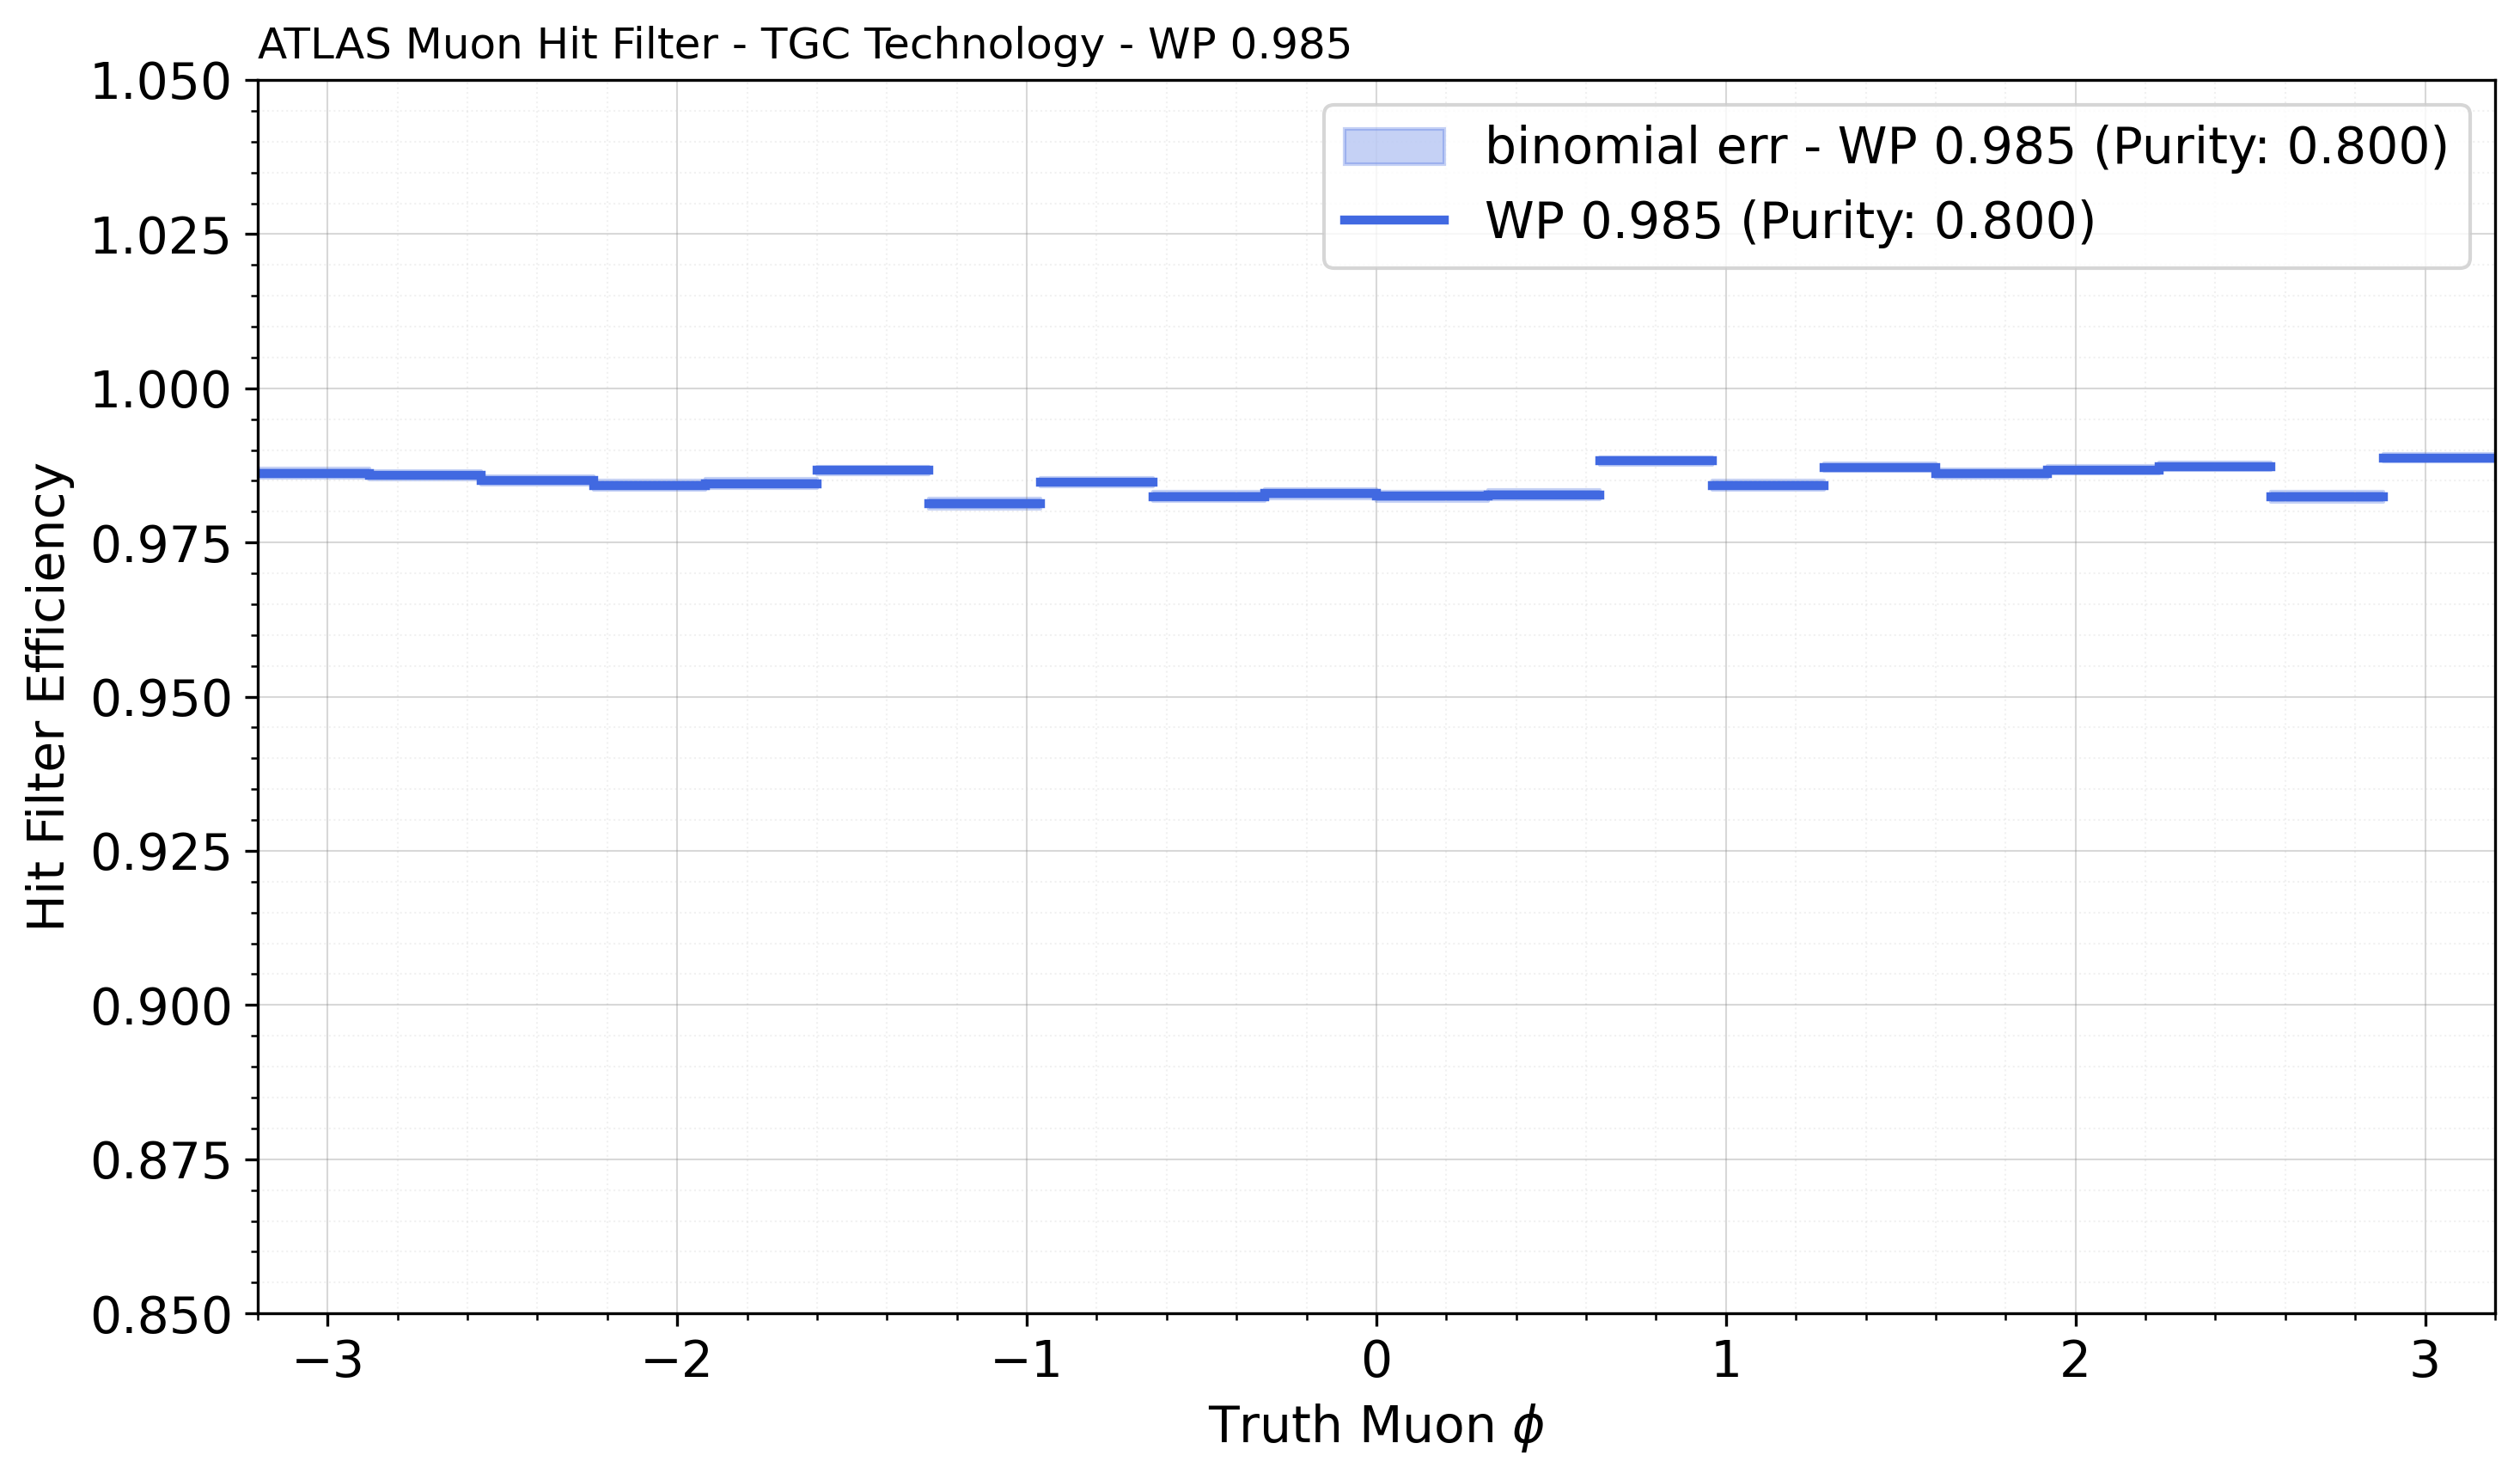 ATLAS Muon Hit Filter - TGC Technology - WP 0.985
binomial err - WP 0.985 (Purity: 0.800)
WP 0.985 (Purity: 0.800)
Hit Filter Efficiency
1.050
1.025
1.000
0.975
0.950
0.925
0.900
0.875
0.850
−3 −2 −1 0 1 2 3
Truth Muon ϕ